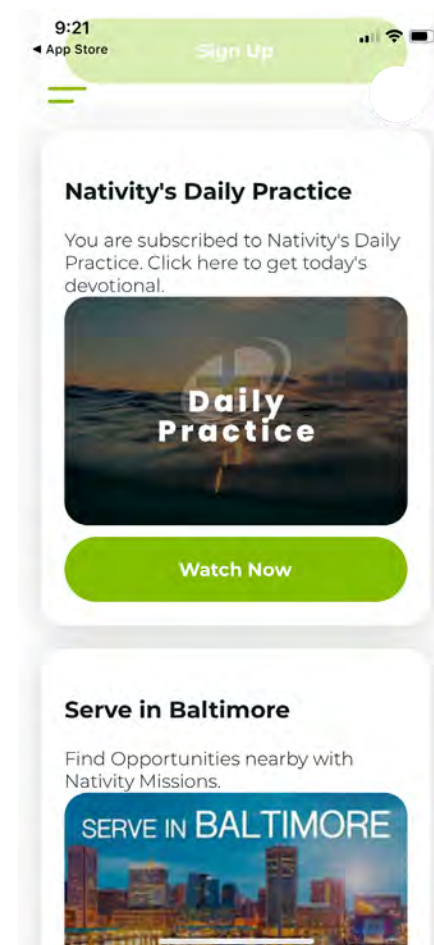 9:21
◀ App Store
Sign Up
Nativity's Daily Practice
You are subscribed to Nativity's Daily
Practice. Click here to get today's
devotional.
Daily
Practice
Watch Now
Serve in Baltimore
Find Opportunities nearby with
Nativity Missions.
SERVE IN BALTIMORE